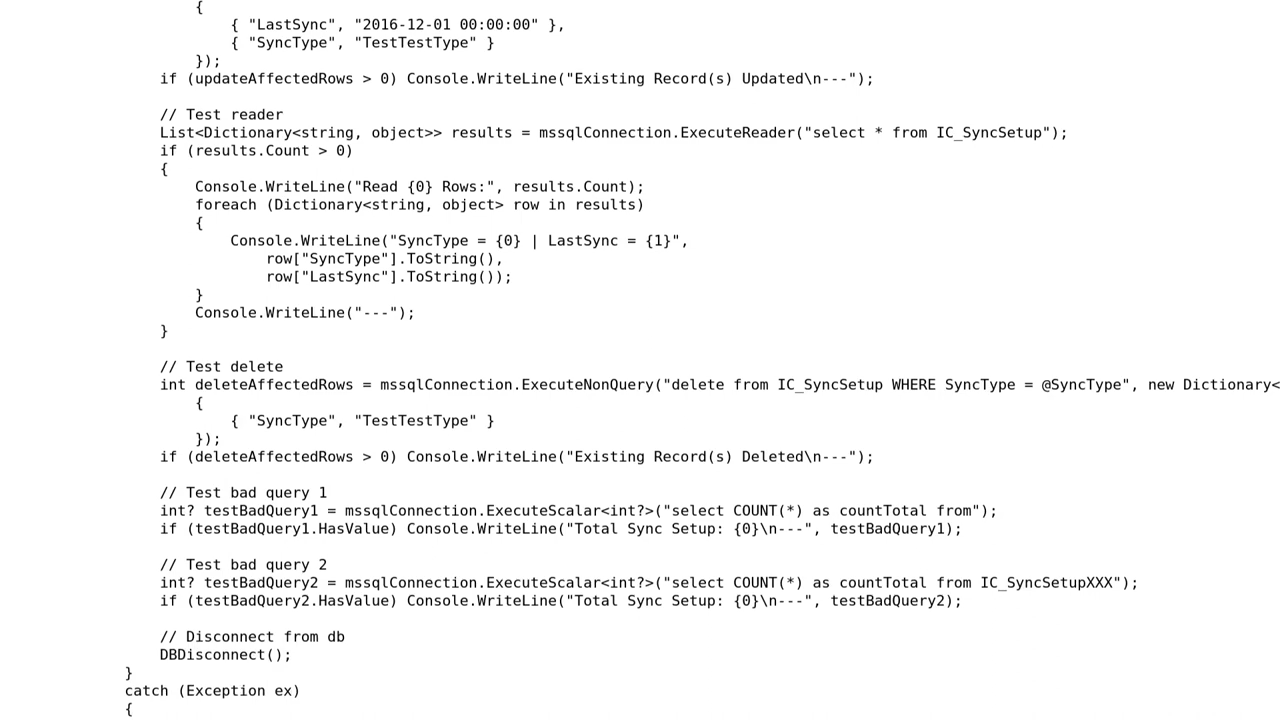 {
{ "LastSync", "2016-12-01 00:00:00" },
{ "SyncType", "TestTestType" }
});
if (updateAffectedRows > 0) Console.WriteLine("Existing Record(s) Updated\n---");
// Test reader
List<Dictionary<string, object>> results = mssqlConnection.ExecuteReader("select * from IC_SyncSetup");
if (results.Count > 0)
{
Console.WriteLine("Read {0} Rows:", results.Count);
foreach (Dictionary<string, object> row in results)
{
Console.WriteLine("SyncType = {0} | LastSync = {1}",
row["SyncType"].ToString(),
row["LastSync"].ToString());
}
Console.WriteLine("---");
}
// Test delete
int deleteAffectedRows = mssqlConnection.ExecuteNonQuery("delete from IC_SyncSetup WHERE SyncType = @SyncType", new Dictionary<
{
{ "SyncType", "TestTestType" }
});
if (deleteAffectedRows > 0) Console.WriteLine("Existing Record(s) Deleted\n---");
// Test bad query 1
int? testBadQuery1 = mssqlConnection.ExecuteScalar<int?>("select COUNT(*) as countTotal from");
if (testBadQuery1.HasValue) Console.WriteLine("Total Sync Setup: {0}\n---", testBadQuery1);
// Test bad query 2
int? testBadQuery2 = mssqlConnection.ExecuteScalar<int?>("select COUNT(*) as countTotal from IC_SyncSetupXXX");
if (testBadQuery2.HasValue) Console.WriteLine("Total Sync Setup: {0}\n---", testBadQuery2);
// Disconnect from db
DBDisconnect();
}
catch (Exception ex)
{